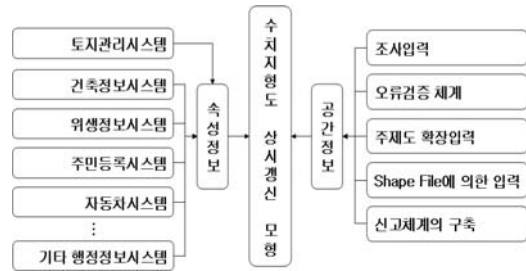 토지관리시스템
건축정보시스템
위생정보시스템
주민등록시스템
자동차시스템
⋮
기타 행정정보시스템
속성정보
수치지형도 상시갱신 모형
공간정보
조사입력
오류검증 체계
주제도 확장입력
Shape File에 의한 입력
신고체계의 구축